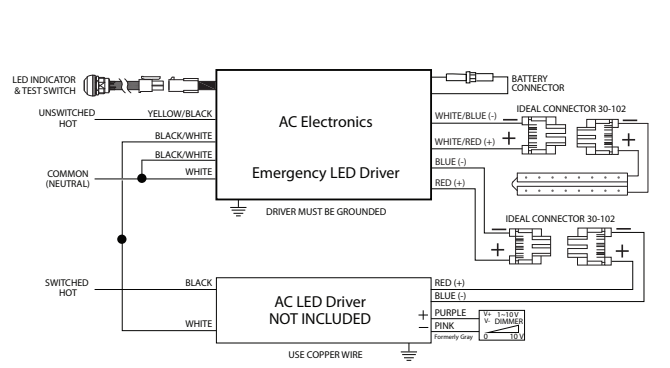 LED INDICATOR
& TEST SWITCH
BATTERY
CONNECTOR
UNSWITCHED
HOT
YELLOW/BLACK
AC Electronics
WHITE/BLUE (-)
IDEAL CONNECTOR 30-102
−
+
−
+
BLACK/WHITE
WHITE/RED (+)
BLACK/WHITE
BLUE (-)
COMMON
(NEUTRAL)
WHITE
Emergency LED Driver
RED (+)
DRIVER MUST BE GROUNDED
IDEAL CONNECTOR 30-102
−
+
−
+
SWITCHED
HOT
BLACK
RED (+)
BLUE (-)
AC LED Driver
NOT INCLUDED
+
PURPLE
V+ 1~10V
V- DIMMER
WHITE
−
PINK
Formerly Gray
0 10 V
USE COPPER WIRE